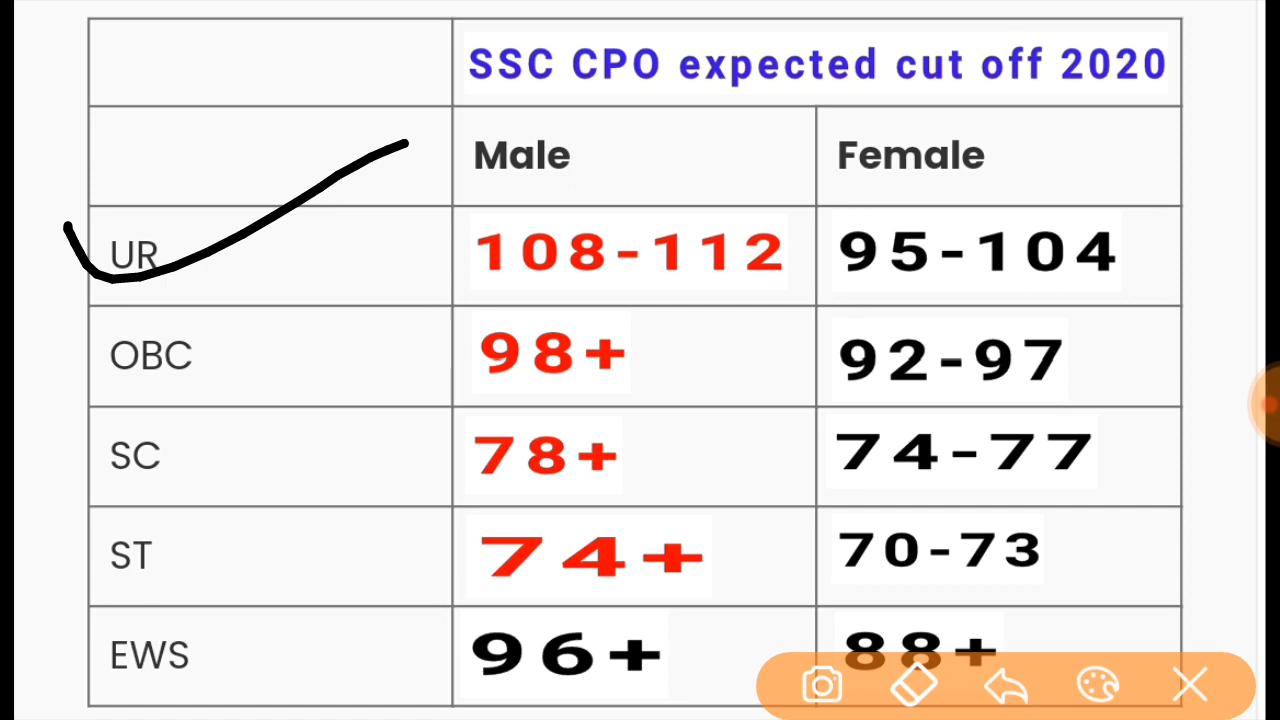 SSC CPO expected cut off 2020
Male Female
UR 108-112 95-104
OBC 98+ 92-97
SC 78+ 74-77
ST 74+ 70-73
EWS 96+ 88+